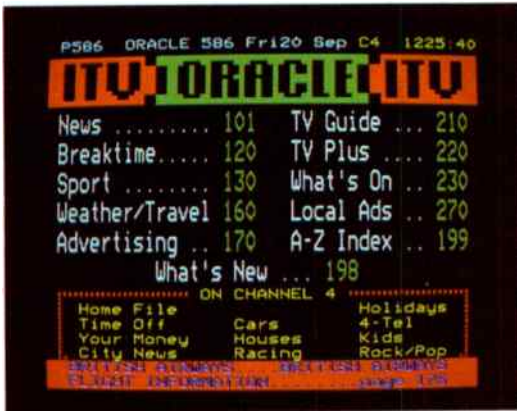 P586 ORACLE 586 Fri20 Sep C4 1225:40
ITV ORACLE ITV
News ......... 101 TV Guide ... 210
Breaktime..... 120 TV Plus .... 220
Sport ........ 130 What's On .. 230
Weather/Travel 160 Local Ads .. 270
Advertising .. 170 A-Z Index .. 199
What's New ... 198
ON CHANNEL 4
Home File Holidays
Time Off Cars 4-Tel
Your Money Houses Kids
City News Racing Rock/Pop
BRITISH AIRWAYS....BRITISH AIRWAYS
FLIGHT INFORMATION..........page